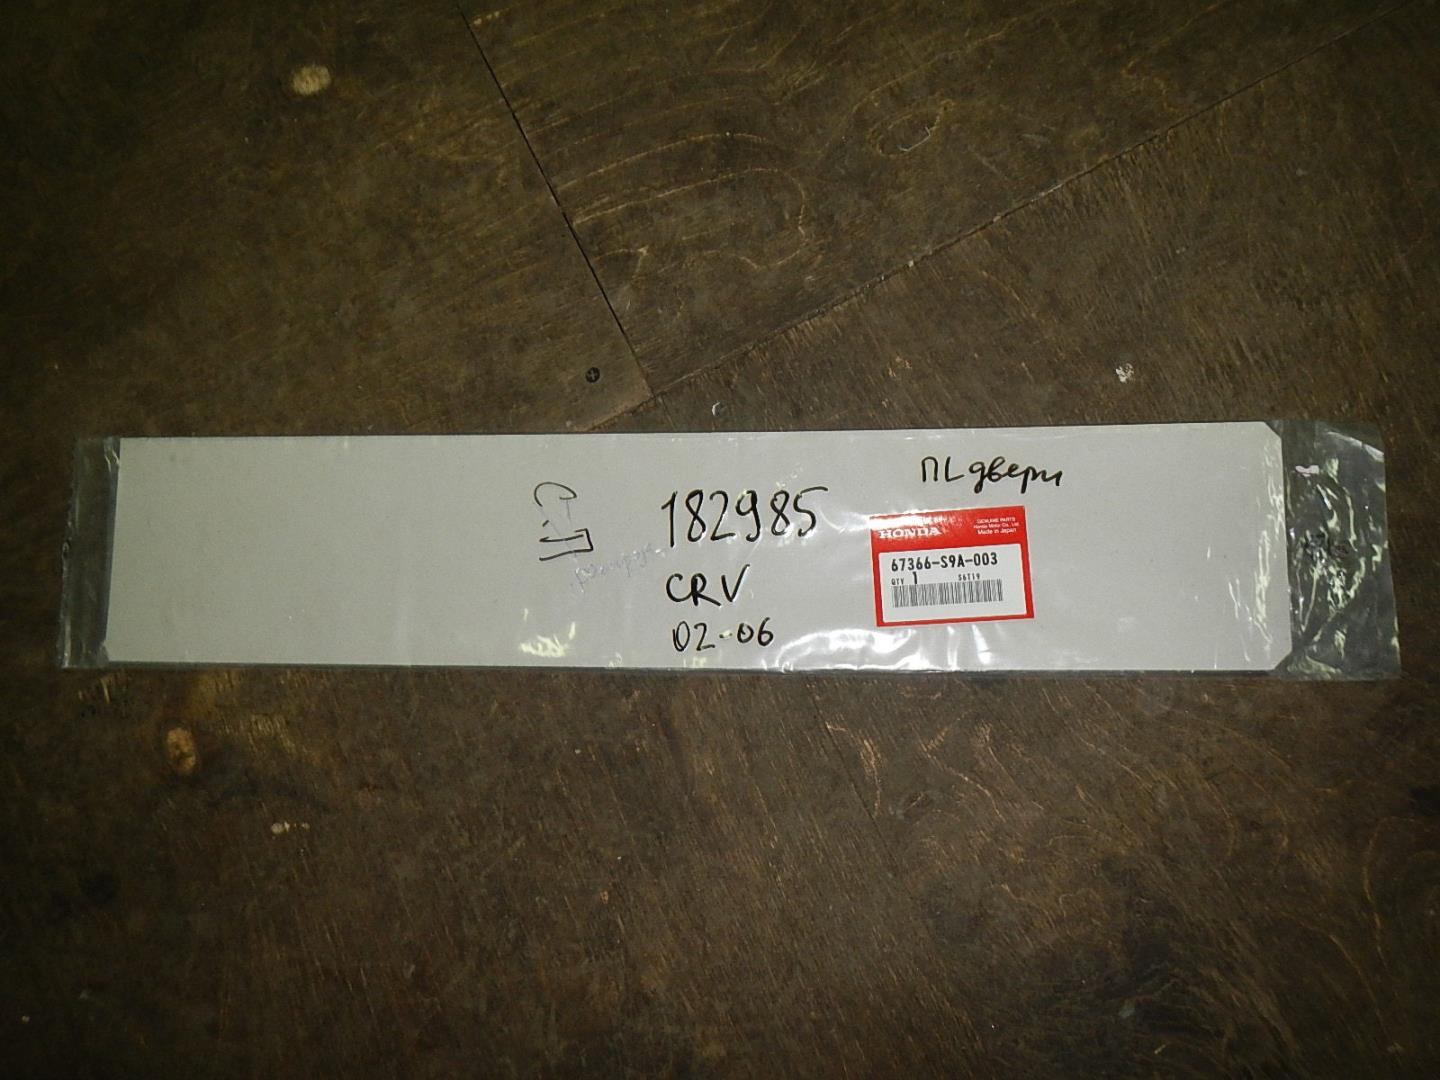 ПL двери
182985
CRV
02-06
HONDA
GENUINE PARTS
Honda Motor Co., Ltd.
Made in Japan
67366-S9A-003
QTY 1 S6T19